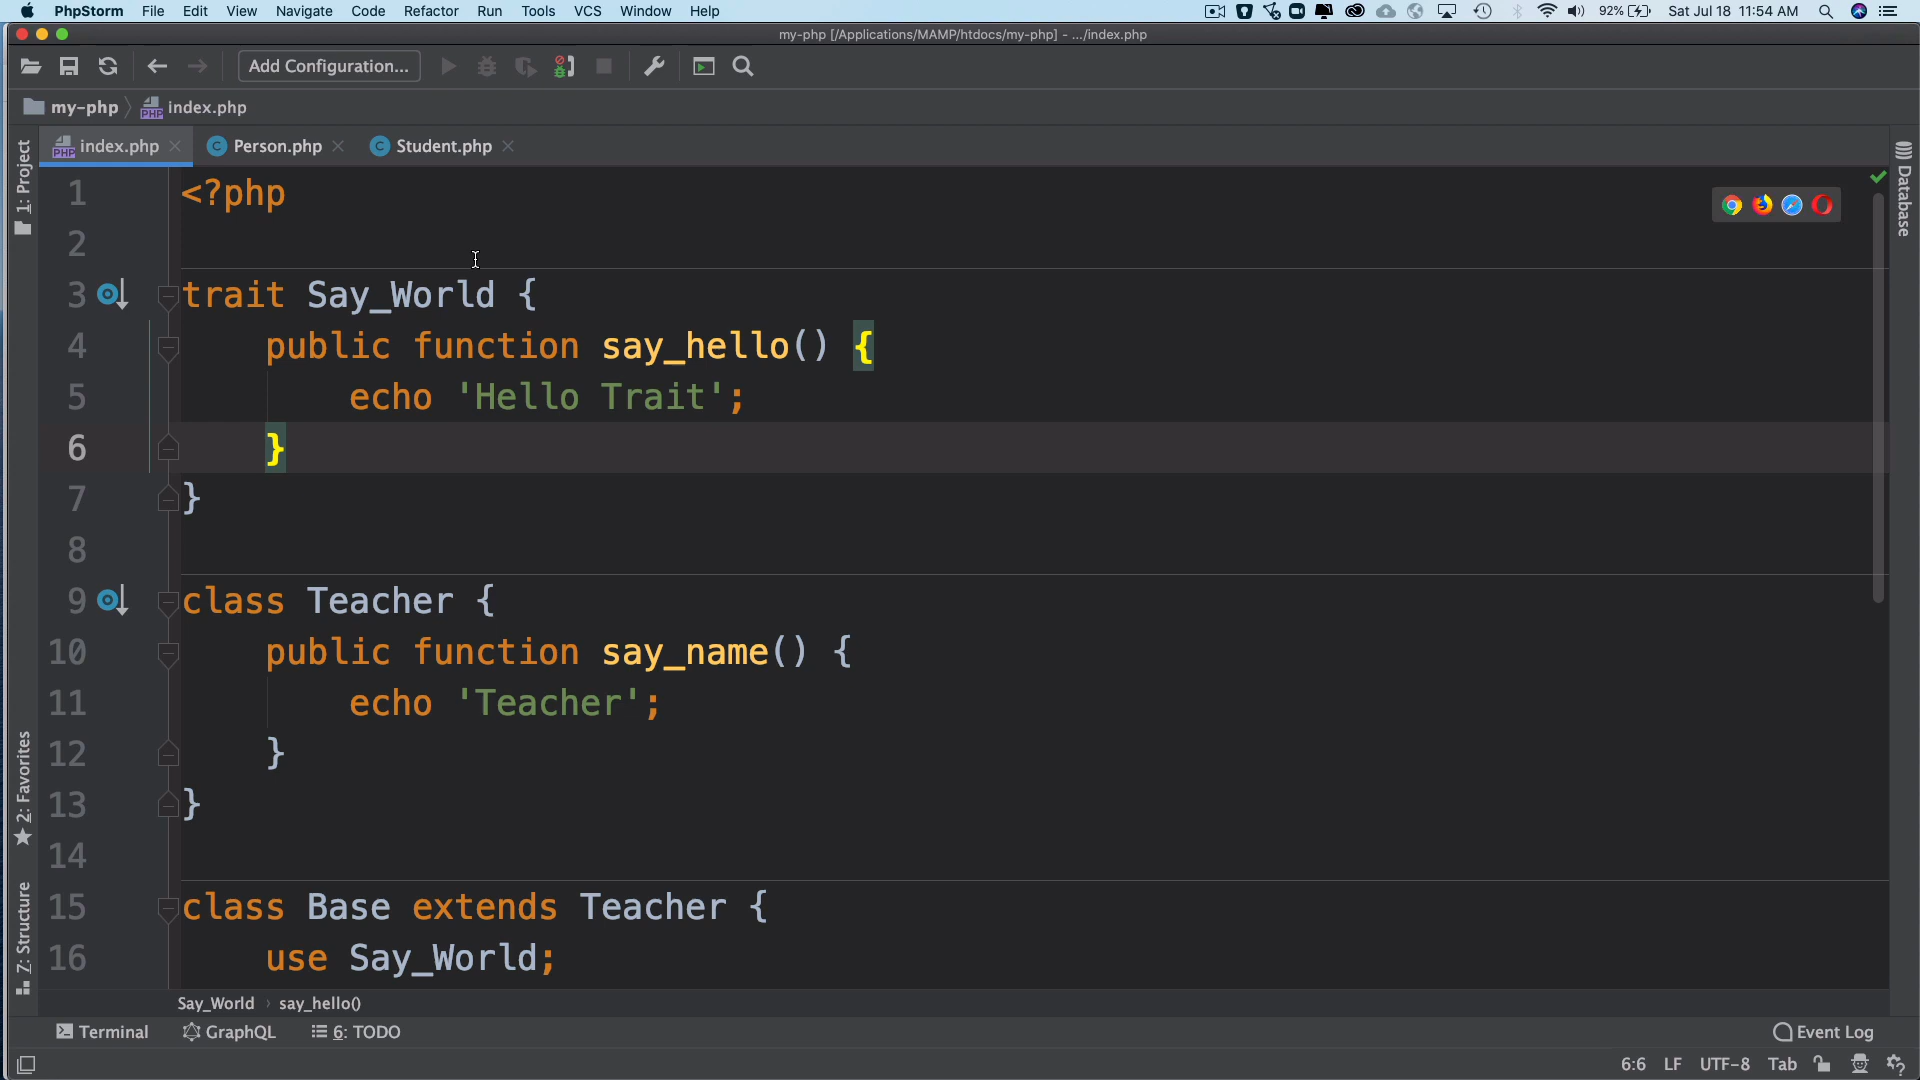 PhpStorm File Edit View Navigate Code Refactor Run Tools VCS Window Help 92% Sat Jul 18 11:54 AM
my-php [/Applications/MAMP/htdocs/my-php] - .../index.php
Add Configuration...
my-php index.php
index.php Person.php Student.php
1: Project
Database
1 <?php
2
3 trait Say_World {
4 public function say_hello() {
5 echo 'Hello Trait';
6 }
7 }
8
9 class Teacher {
10 public function say_name() {
11 echo 'Teacher';
12 }
13 }
14
15 class Base extends Teacher {
16 use Say_World;
2: Favorites
Z: Structure
Say_World › say_hello()
Terminal GraphQL 6: TODO Event Log
6:6 LF UTF-8 Tab